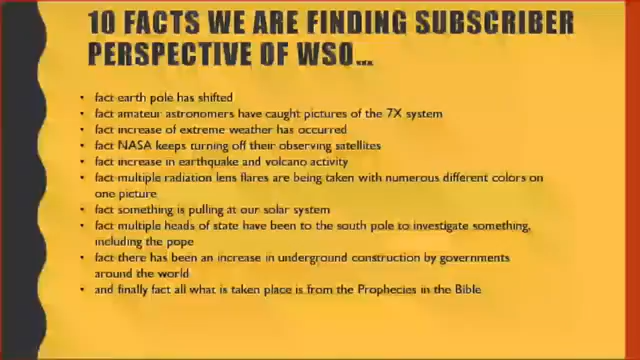 10 FACTS WE ARE FINDING SUBSCRIBER
PERSPECTIVE OF WSO...
• fact earth pole has shifted
• fact amateur astronomers have caught pictures of the 7X system
• fact increase of extreme weather has occurred
• fact NASA keeps turning off their observing satellites
• fact increase in earthquake and volcano activity
• fact multiple radiation lens flares are being taken with numerous different colors on
one picture
• fact something is pulling at our solar system
• fact multiple heads of state have been to the south pole to investigate something,
including the pope
• fact there has been an increase in underground construction by governments
around the world
• and finally fact all what is taken place is from the Prophecies in the Bible